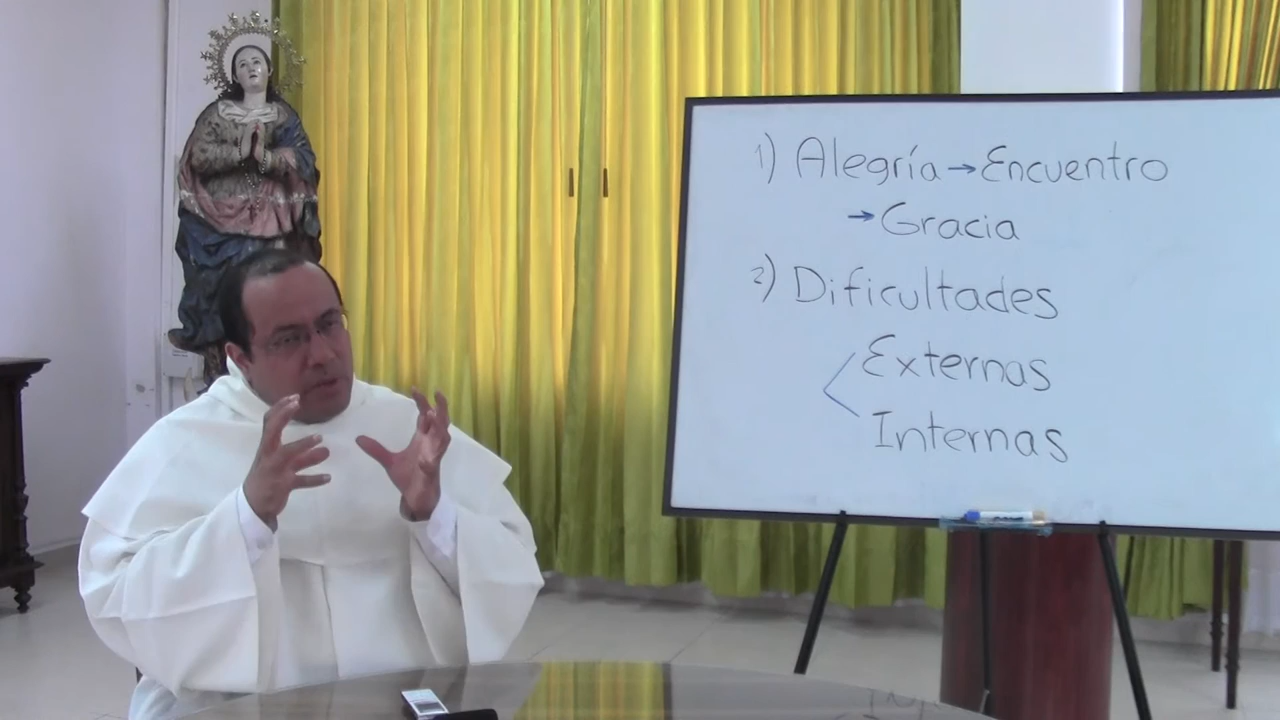 1) Alegría → Encuentro
→ Gracia
2) Dificultades
Externas
Internas